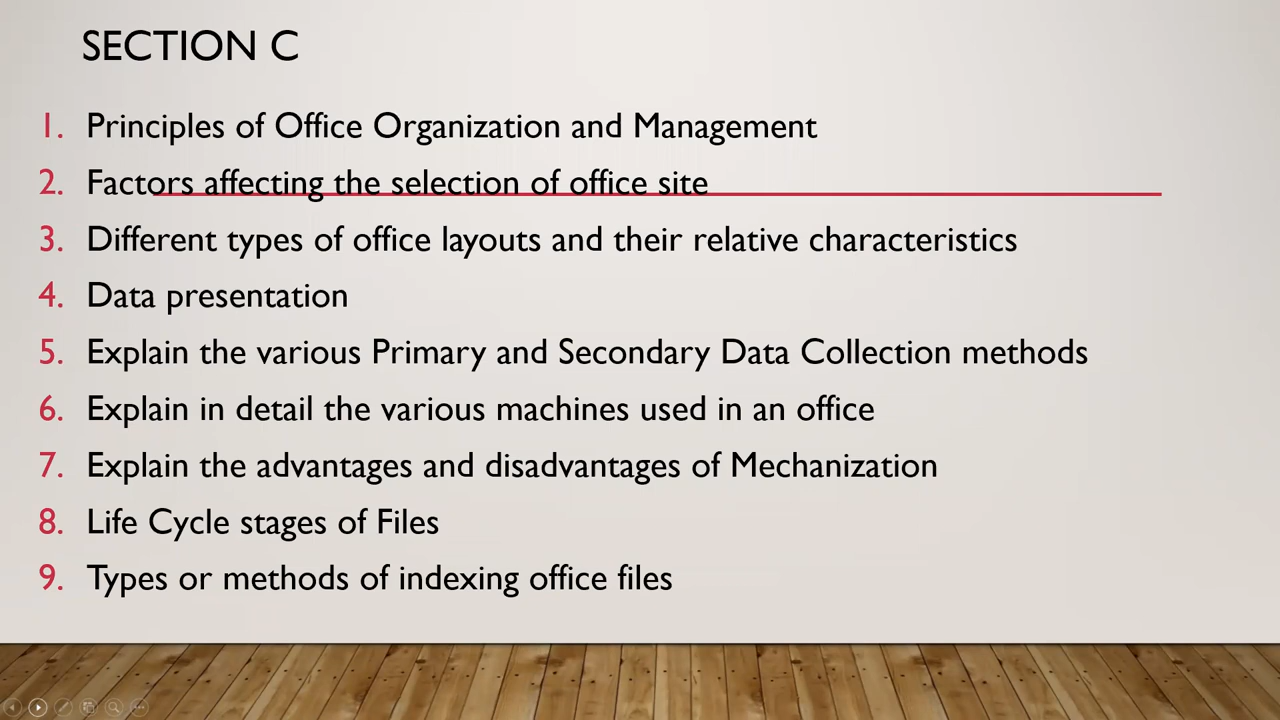 SECTION C
1. Principles of Office Organization and Management
2. Factors affecting the selection of office site
3. Different types of office layouts and their relative characteristics
4. Data presentation
5. Explain the various Primary and Secondary Data Collection methods
6. Explain in detail the various machines used in an office
7. Explain the advantages and disadvantages of Mechanization
8. Life Cycle stages of Files
9. Types or methods of indexing office files